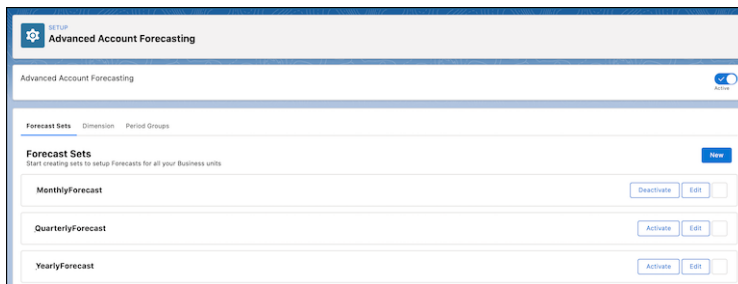 SETUP
Advanced Account Forecasting
Advanced Account Forecasting
Active
Forecast Sets Dimension Period Groups
Forecast Sets
Start creating sets to setup Forecasts for all your Business units
New
MonthlyForecast Deactivate Edit
QuarterlyForecast Activate Edit
YearlyForecast Activate Edit